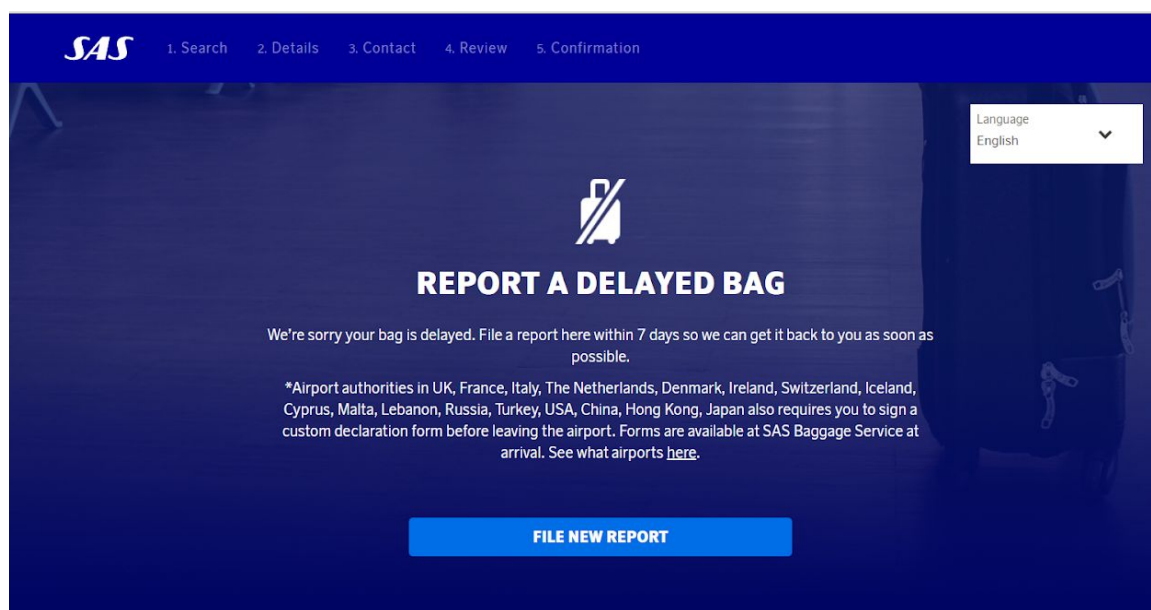 SAS 1. Search 2. Details 3. Contact 4. Review 5. Confirmation
Language
English
REPORT A DELAYED BAG
We're sorry your bag is delayed. File a report here within 7 days so we can get it back to you as soon as
possible.
*Airport authorities in UK, France, Italy, The Netherlands, Denmark, Ireland, Switzerland, Iceland,
Cyprus, Malta, Lebanon, Russia, Turkey, USA, China, Hong Kong, Japan also requires you to sign a
custom declaration form before leaving the airport. Forms are available at SAS Baggage Service at
arrival. See what airports here.
FILE NEW REPORT